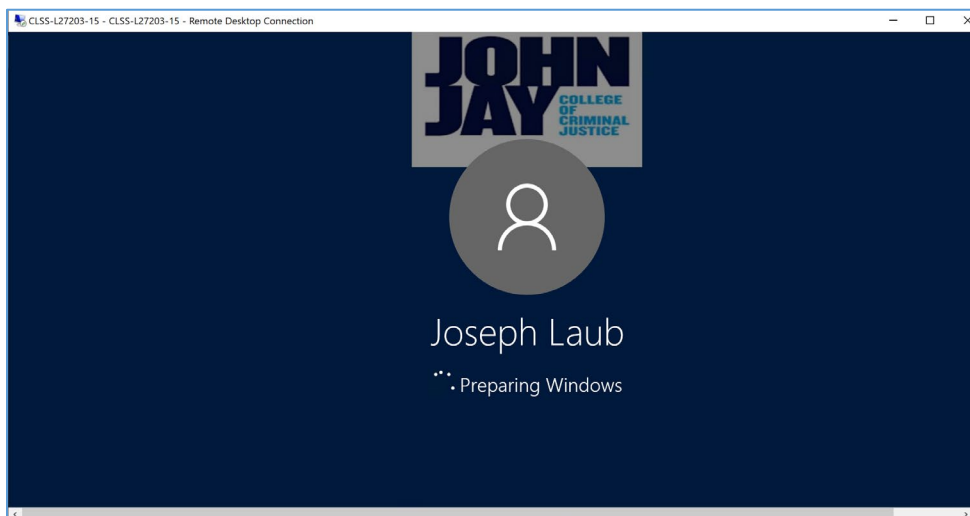 CLSS-L27203-15 - CLSS-L27203-15 - Remote Desktop Connection
JOHN
JAY
COLLEGE
OF
CRIMINAL
JUSTICE
Joseph Laub
Preparing Windows